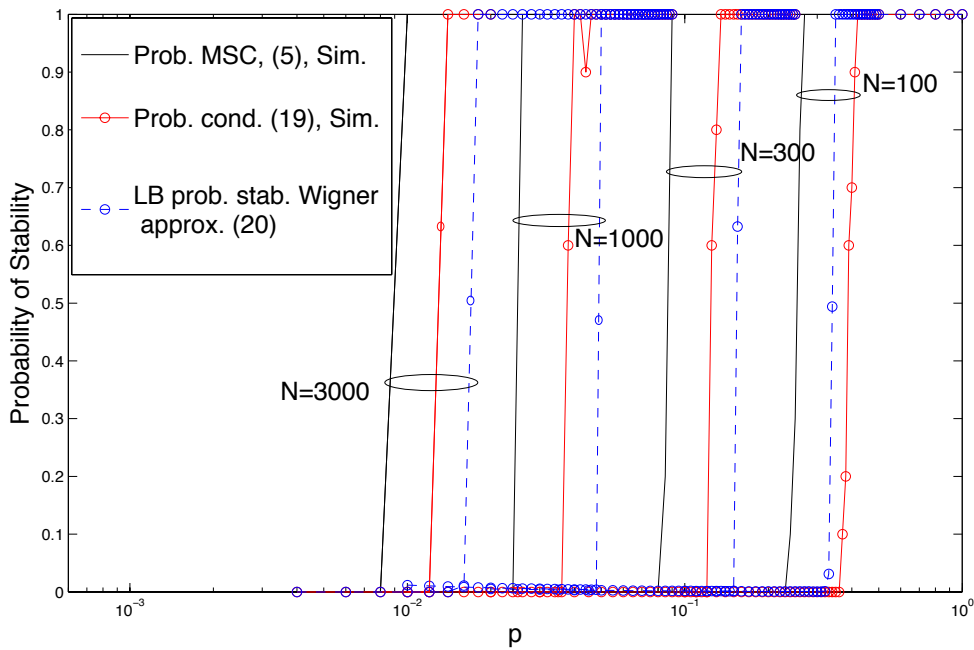 Prob. MSC, (5), Sim.
Prob. cond. (19), Sim.
LB prob. stab. Wigner
approx. (20)
N=100
N=300
N=1000
N=3000
Probability of Stability
1
0.9
0.8
0.7
0.6
0.5
0.4
0.3
0.2
0.1
0
10⁻³
10⁻²
10⁻¹
10⁰
p